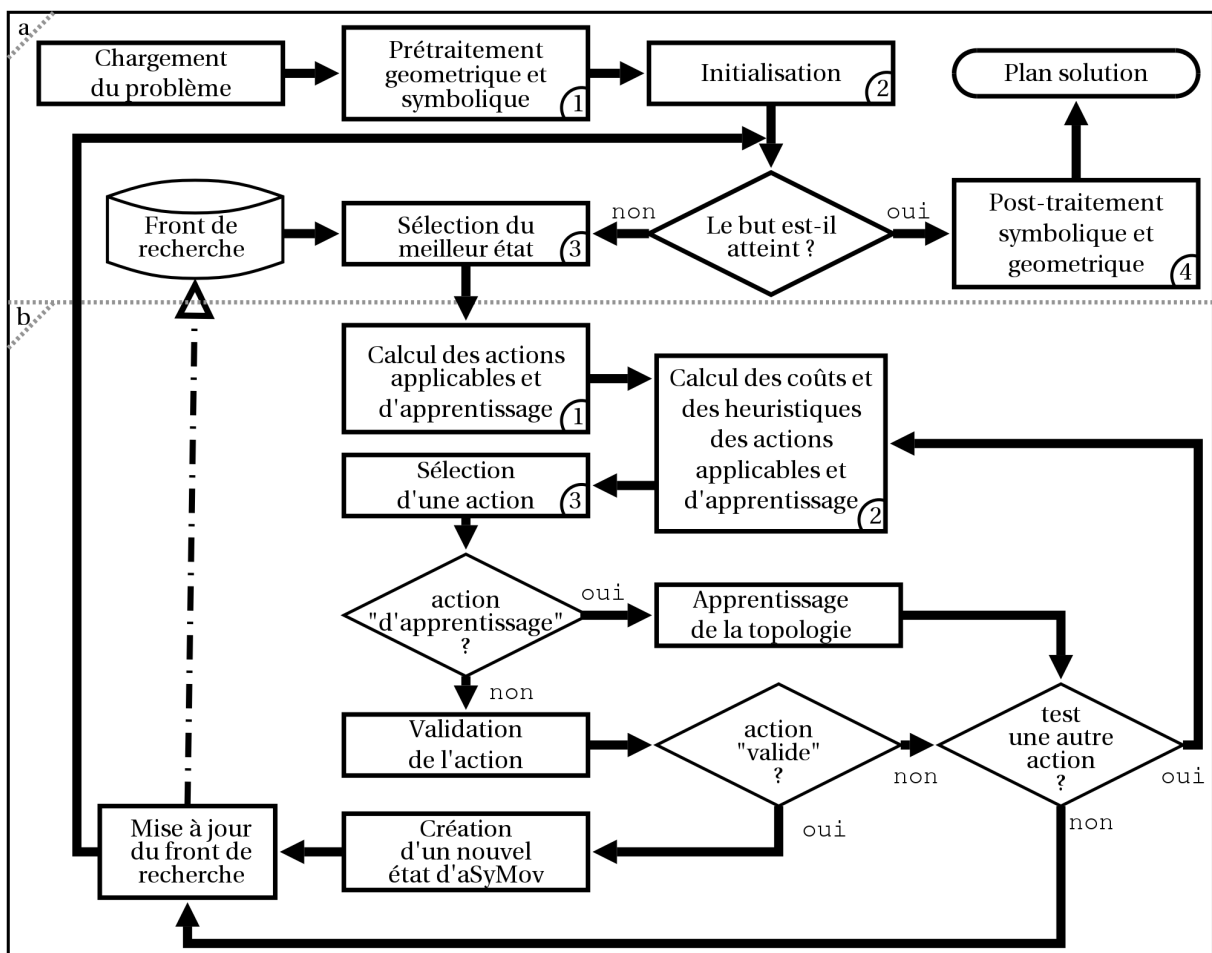 a
Chargement
du problème
Prétraitement
geometrique et
symbolique
1
Initialisation
2
Plan solution
Front de
recherche
Sélection du
meilleur état
3
non
Le but est-il
atteint ?
oui
Post-traitement
symbolique et
geometrique
4
b
Calcul des actions
applicables et
d'apprentissage
1
Calcul des coûts et
des heuristiques
des actions
applicables et
d'apprentissage
2
Sélection
d'une action
3
action
"d'apprentissage"
?
oui
Apprentissage
de la topologie
non
Validation
de l'action
action
"valide"
?
non
test
une autre
action
?
oui
oui
non
Création
d'un nouvel
état d'aSyMov
Mise à jour
du front de
recherche